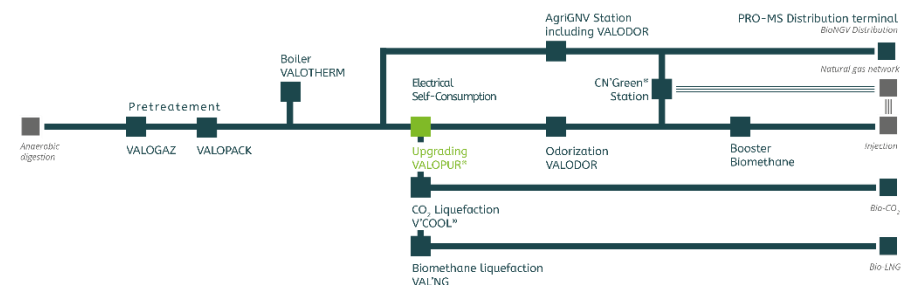 AgriGNV Station
including VALODOR
PRO-MS Distribution terminal
BioNGV Distribution
Boiler
VALOTHERM
Natural gas network
Electrical
Self-Consumption
CN'Green®
Station
Pretreatement
Anaerobic
digestion
VALOGAZ
VALOPACK
Upgrading
VALOPUR®
Odorization
VALODOR
Booster
Biomethane
Injection
CO₂ Liquefaction
V'COOL®
Bio-CO₂
Biomethane liquefaction
VAL'NG
Bio-LNG